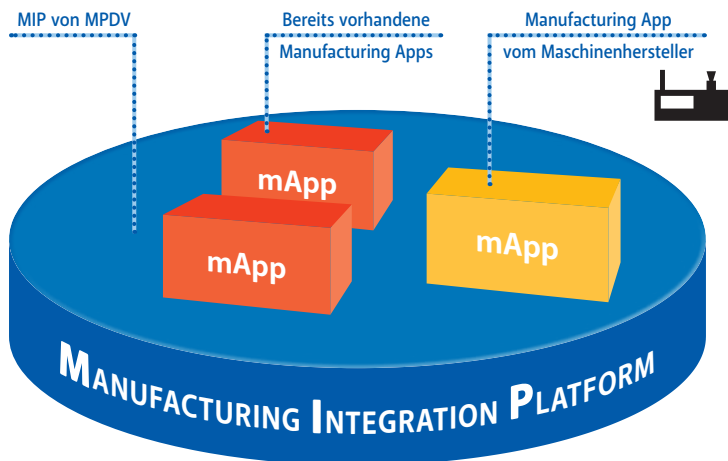 MIP von MPDV
Bereits vorhandene
Manufacturing Apps
Manufacturing App
vom Maschinenhersteller
mApp
mApp
mApp
MANUFACTURING INTEGRATION PLATFORM